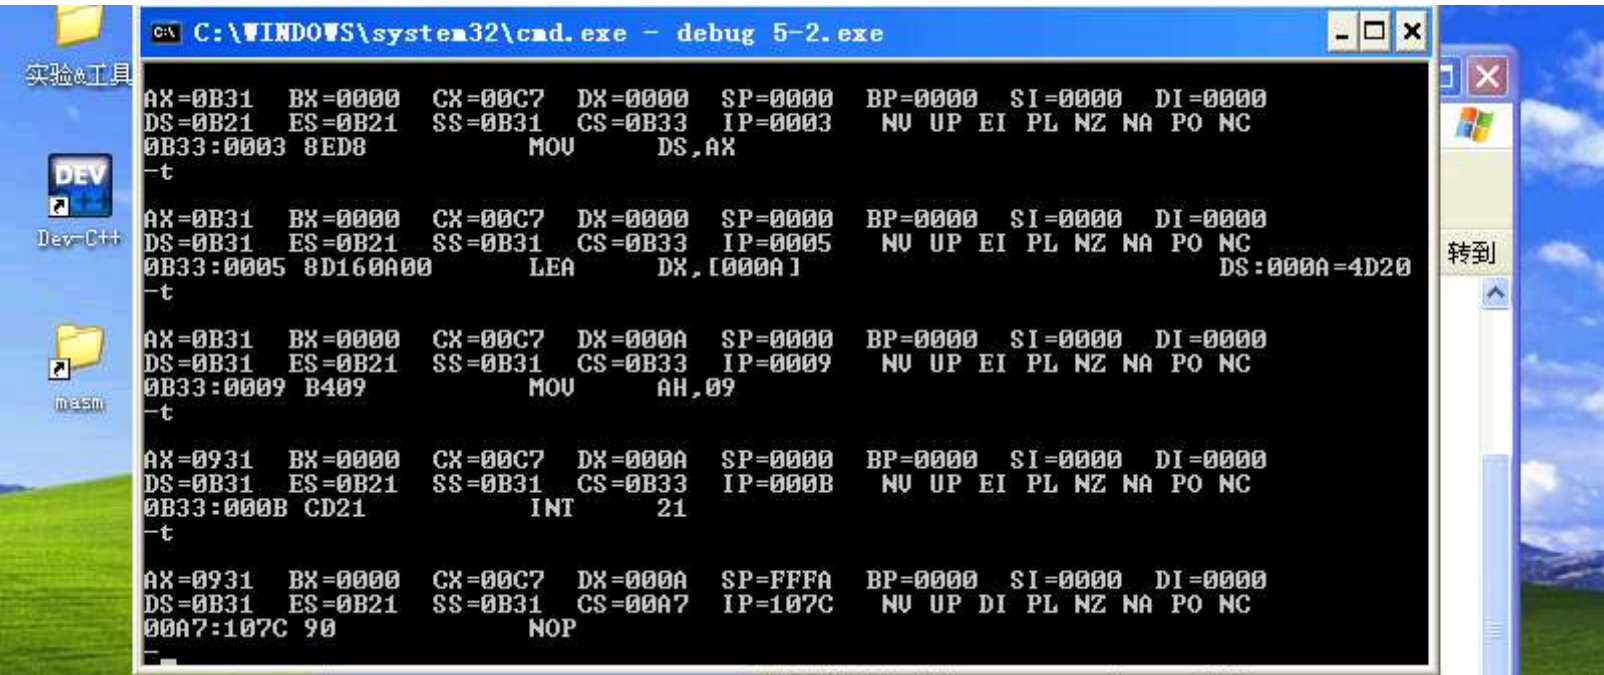 C:\WINDOWS\system32\cmd.exe - debug 5-2.exe
实验&工具
AX=0B31 BX=0000 CX=00C7 DX=0000 SP=0000 BP=0000 SI=0000 DI=0000
DS=0B21 ES=0B21 SS=0B31 CS=0B33 IP=0003 NV UP EI PL NZ NA PO NC
0B33:0003 8ED8 MOV DS,AX
-t
DEV
C++
Dev-C++
AX=0B31 BX=0000 CX=00C7 DX=0000 SP=0000 BP=0000 SI=0000 DI=0000
DS=0B31 ES=0B21 SS=0B31 CS=0B33 IP=0005 NV UP EI PL NZ NA PO NC
0B33:0005 8D160A00 LEA DX,[000A] DS:000A=4D20
-t
转到
AX=0B31 BX=0000 CX=00C7 DX=000A SP=0000 BP=0000 SI=0000 DI=0000
DS=0B31 ES=0B21 SS=0B31 CS=0B33 IP=0009 NV UP EI PL NZ NA PO NC
0B33:0009 B409 MOV AH,09
-t
masm
AX=0931 BX=0000 CX=00C7 DX=000A SP=0000 BP=0000 SI=0000 DI=0000
DS=0B31 ES=0B21 SS=0B31 CS=0B33 IP=000B NV UP EI PL NZ NA PO NC
0B33:000B CD21 INT 21
-t
AX=0931 BX=0000 CX=00C7 DX=000A SP=FFFA BP=0000 SI=0000 DI=0000
DS=0B31 ES=0B21 SS=0B31 CS=00A7 IP=107C NV UP DI PL NZ NA PO NC
00A7:107C 90 NOP
-